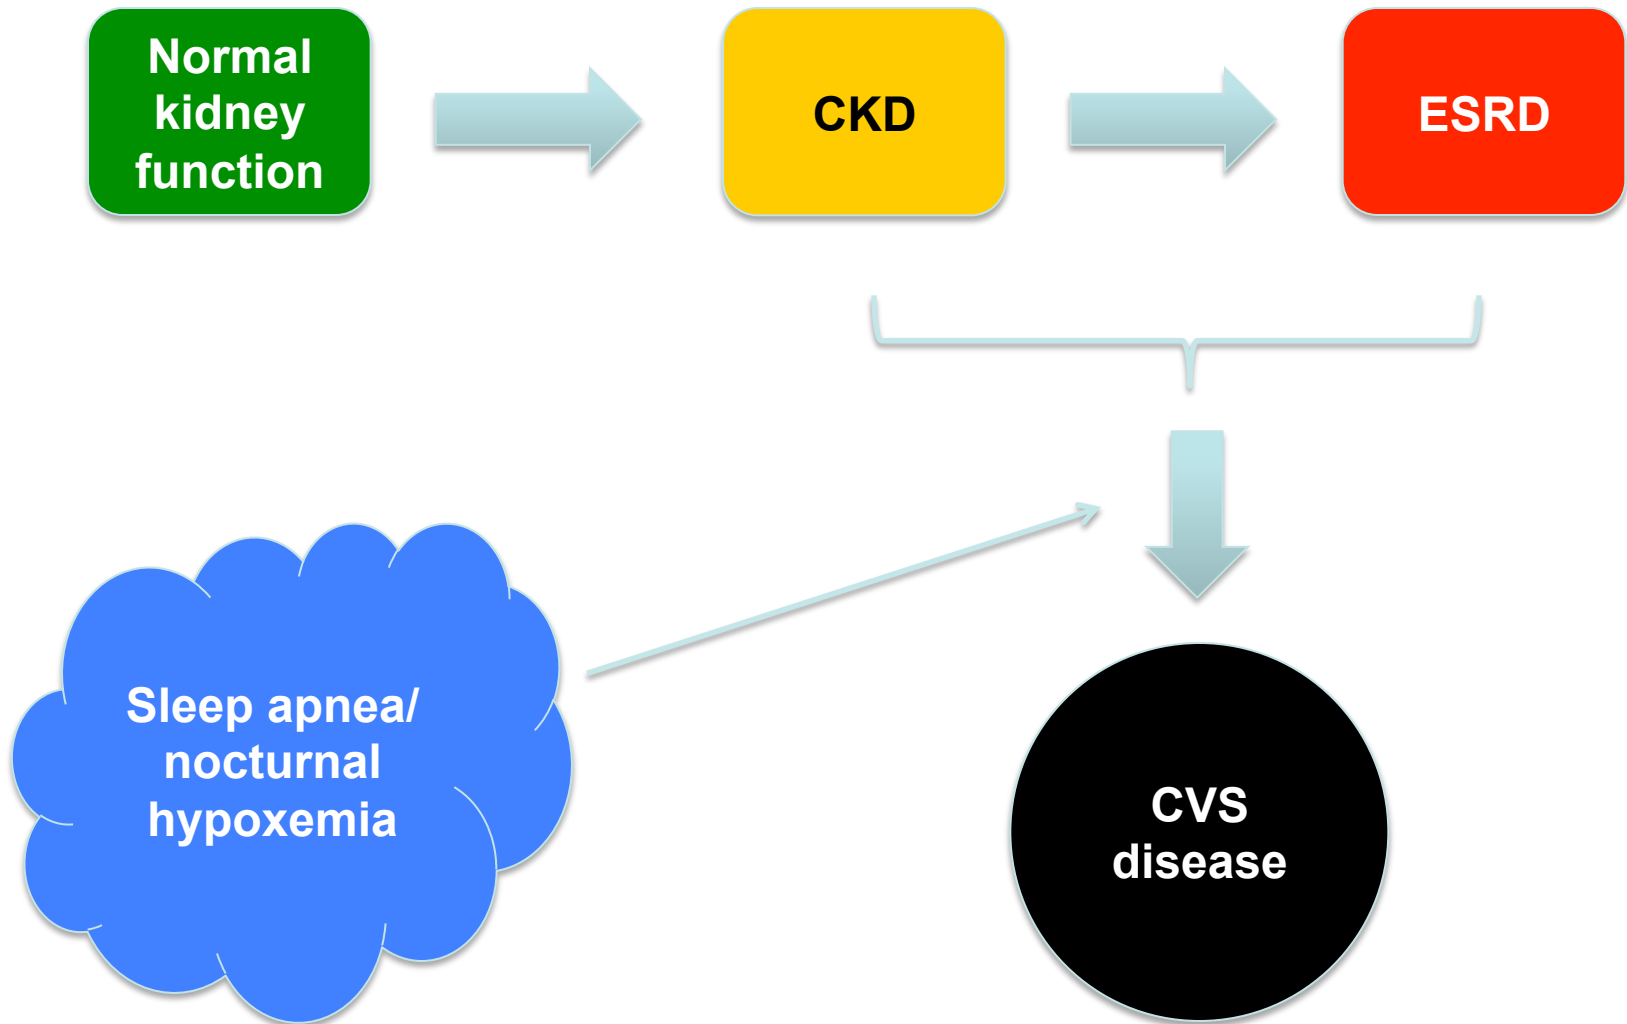 Normal
kidney
function
CKD
ESRD
Sleep apnea/
nocturnal
hypoxemia
CVS
disease